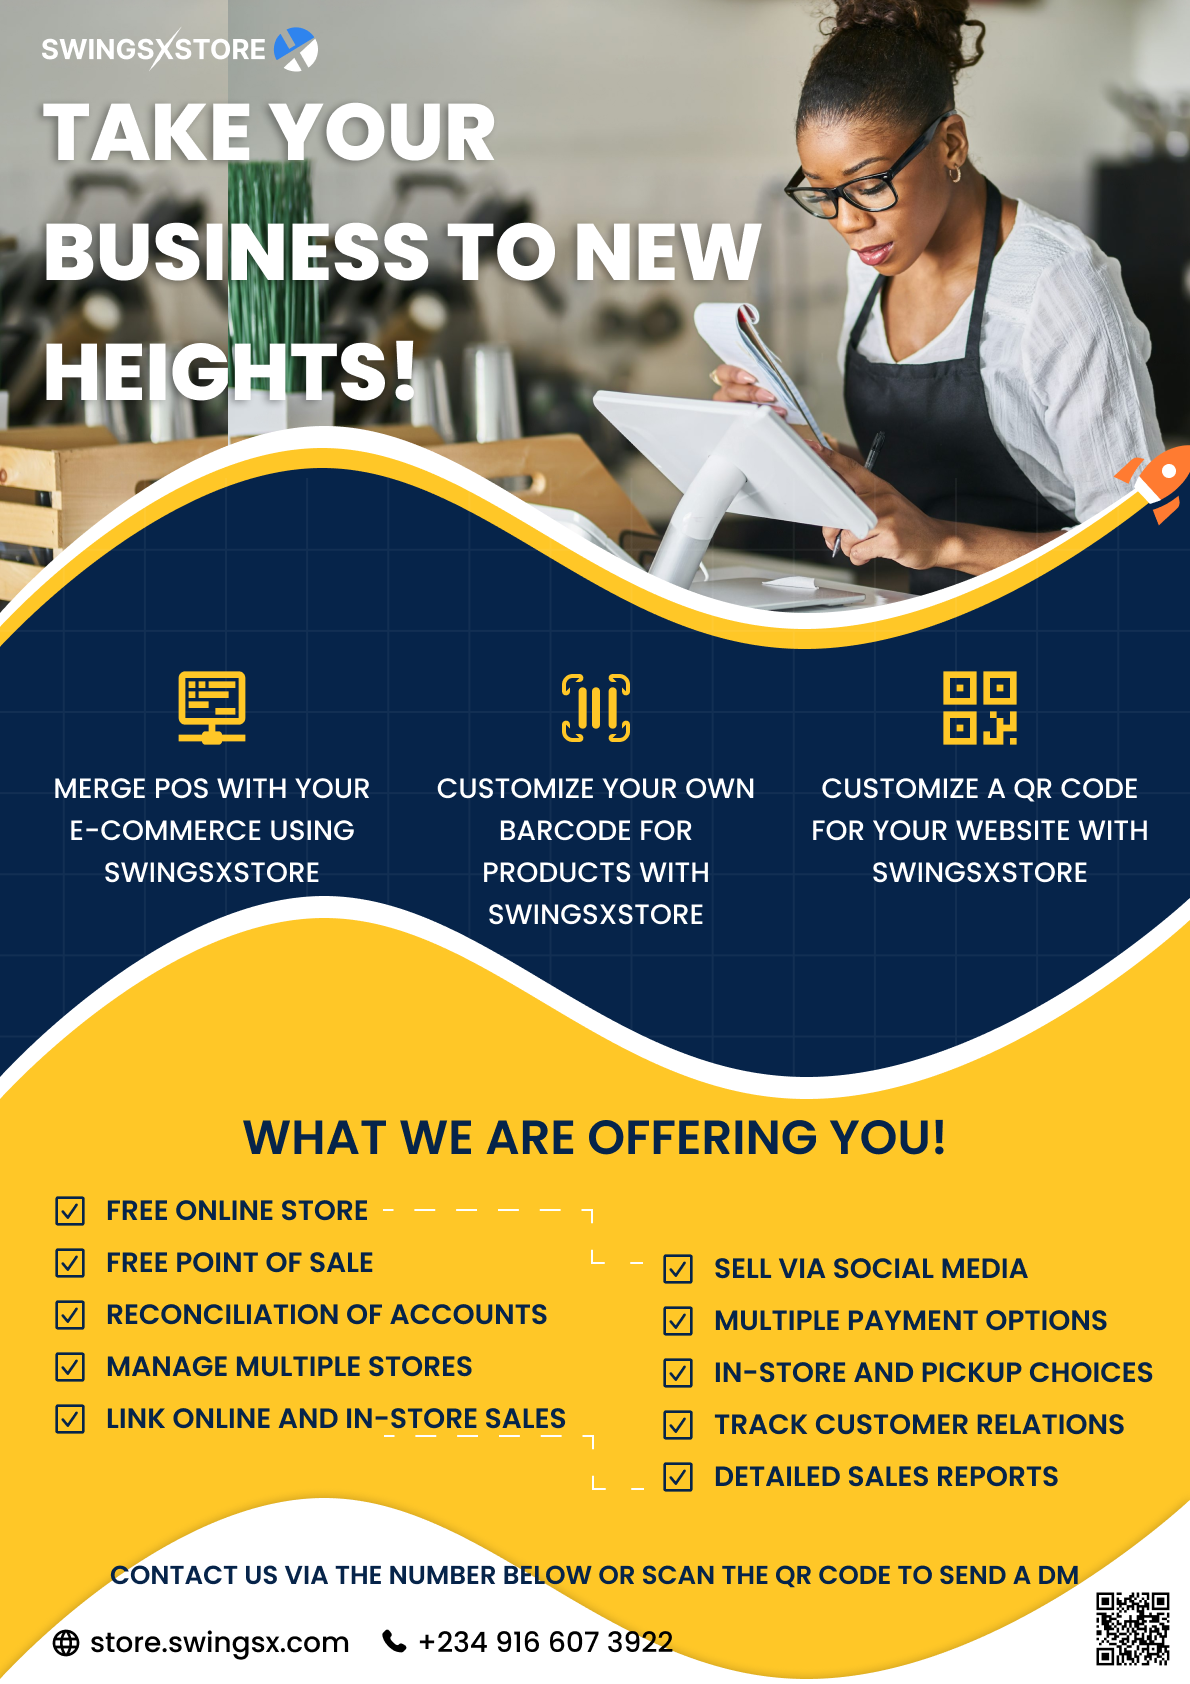 SWINGSXSTORE
TAKE YOUR
BUSINESS TO NEW
HEIGHTS!
MERGE POS WITH YOUR
E-COMMERCE USING
SWINGSXSTORE
CUSTOMIZE YOUR OWN
BARCODE FOR
PRODUCTS WITH
SWINGSXSTORE
CUSTOMIZE A QR CODE
FOR YOUR WEBSITE WITH
SWINGSXSTORE
WHAT WE ARE OFFERING YOU!
FREE ONLINE STORE
FREE POINT OF SALE
RECONCILIATION OF ACCOUNTS
MANAGE MULTIPLE STORES
LINK ONLINE AND IN-STORE SALES
SELL VIA SOCIAL MEDIA
MULTIPLE PAYMENT OPTIONS
IN-STORE AND PICKUP CHOICES
TRACK CUSTOMER RELATIONS
DETAILED SALES REPORTS
CONTACT US VIA THE NUMBER BELOW OR SCAN THE QR CODE TO SEND A DM
store.swingsx.com +234 916 607 3922